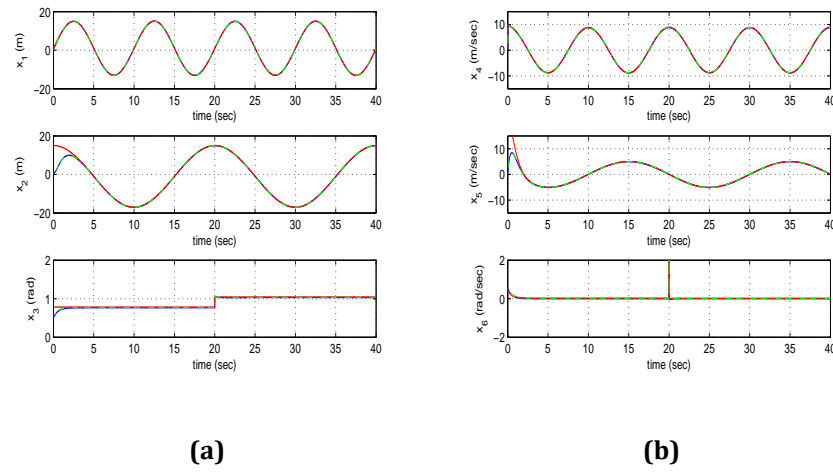 20
0
−20
x1 (m)
0 5 10 15 20 25 30 35 40
time (sec)
20
0
−20
x2 (m)
0 5 10 15 20 25 30 35 40
time (sec)
2
1
0
x3 (rad)
0 5 10 15 20 25 30 35 40
time (sec)
(a)
10
0
−10
x4 (m/sec)
0 5 10 15 20 25 30 35 40
time (sec)
10
0
−10
x5 (m/sec)
0 5 10 15 20 25 30 35 40
time (sec)
2
0
−2
x6 (rad/sec)
0 5 10 15 20 25 30 35 40
time (sec)
(b)